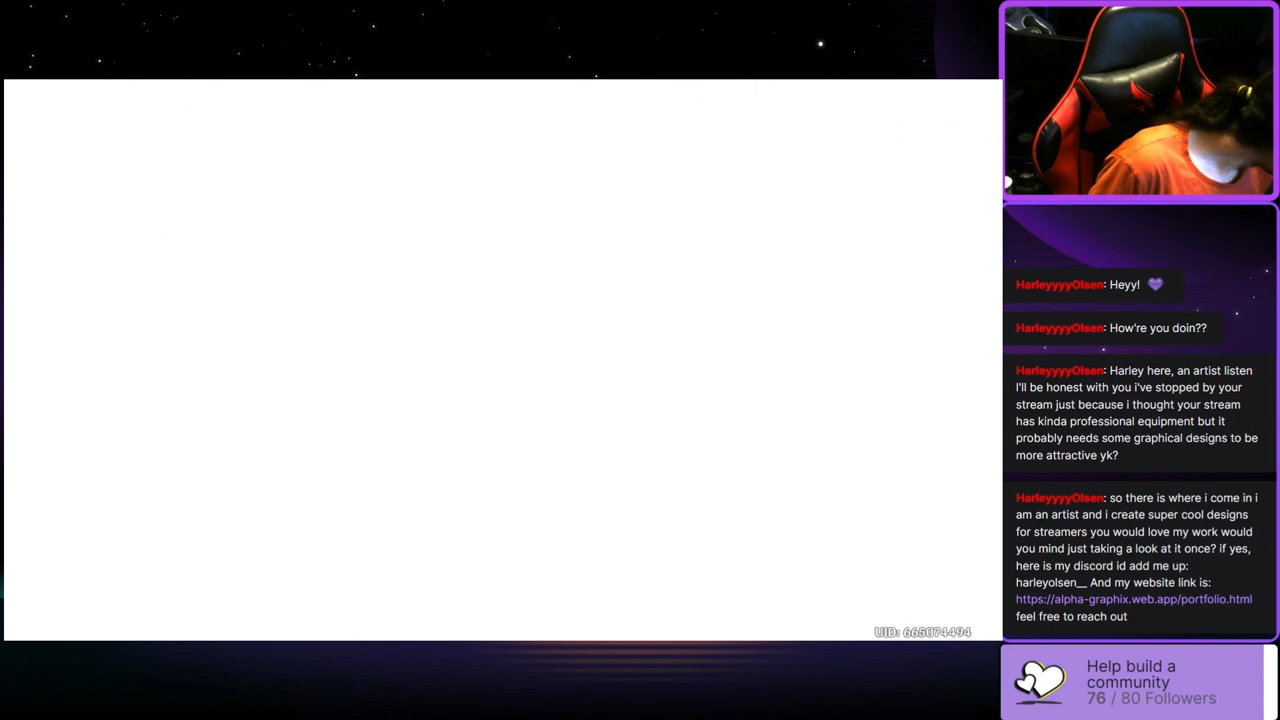 HarleyyyyOlsen: Heyy! 💜
HarleyyyyOlsen: How're you doin??
HarleyyyyOlsen: Harley here, an artist listen
I'll be honest with you i've stopped by your
stream just because i thought your stream
has kinda professional equipment but it
probably needs some graphical designs to be
more attractive yk?
HarleyyyyOlsen: so there is where i come in i
am an artist and i create super cool designs
for streamers you would love my work would
you mind just taking a look at it once? if yes,
here is my discord id add me up:
harleyolsen__ And my website link is:
https://alpha-graphix.web.app/portfolio.html
feel free to reach out
UID: 665074494
Help build a
community
76 / 80 Followers